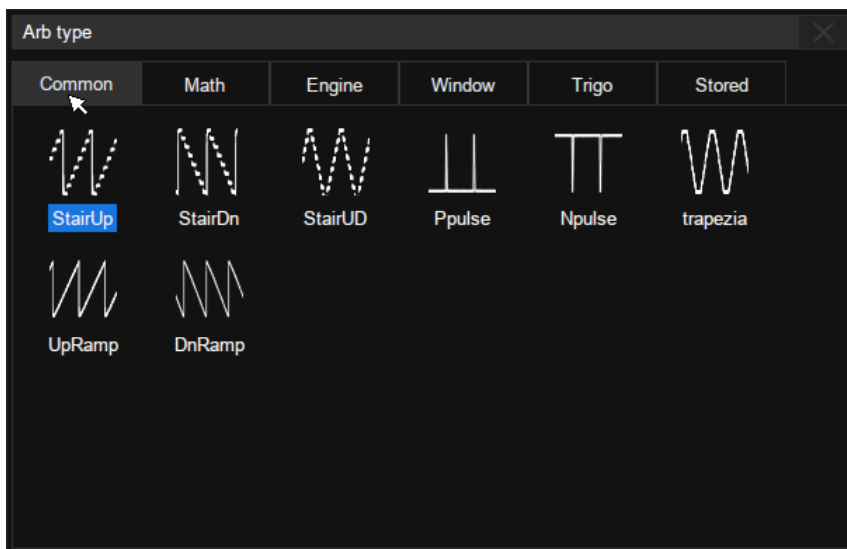 Arb type
Common Math Engine Window Trigo Stored
StairUp StairDn StairUD Ppulse Npulse trapezia
UpRamp DnRamp